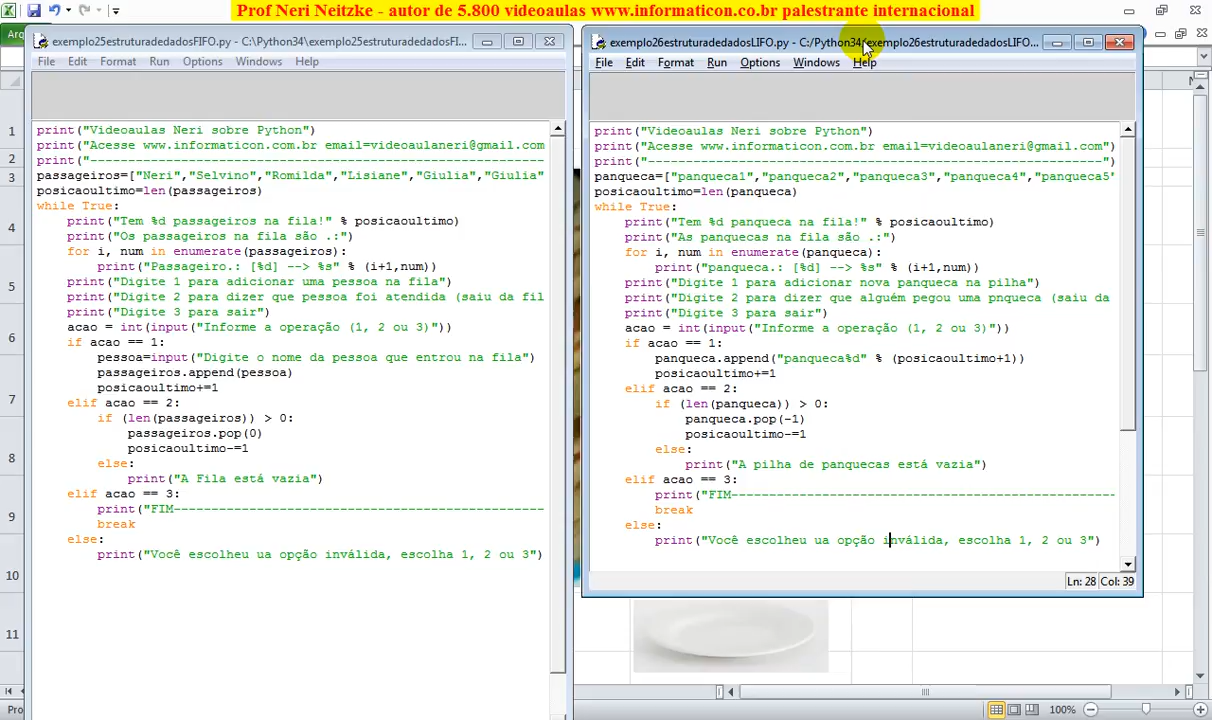 Prof Neri Neitzke - autor de 5.800 videoaulas www.informaticon.com.br palestrante internacional
exemplo25estruturadedadosFIFO.py - C:\Python34\exemplo25estruturadedadosFI...
File Edit Format Run Options Windows Help
print("Videoaulas Neri sobre Python")
print("Acesse www.informaticon.com.br email=videoaulaneri@gmail.com
print("------------------------------------------------------------
passageiros=["Neri","Selvino","Romilda","Lisiane","Giulia","Giulia"
posicaoultimo=len(passageiros)
while True:
print("Tem %d passageiros na fila!" % posicaoultimo)
print("Os passageiros na fila são .:")
for i, num in enumerate(passageiros):
print("Passageiro.: [%d] --> %s" % (i+1,num))
print("Digite 1 para adicionar uma pessoa na fila")
print("Digite 2 para dizer que pessoa foi atendida (saiu da fil
print("Digite 3 para sair")
acao = int(input("Informe a operação (1, 2 ou 3)"))
if acao == 1:
pessoa=input("Digite o nome da pessoa que entrou na fila")
passageiros.append(pessoa)
posicaoultimo+=1
elif acao == 2:
if (len(passageiros)) > 0:
passageiros.pop(0)
posicaoultimo-=1
else:
print("A Fila está vazia")
elif acao == 3:
print("FIM-------------------------------------------------
break
else:
print("Você escolheu ua opção inválida, escolha 1, 2 ou 3")
exemplo26estruturadedadosLIFO.py - C:/Python34/exemplo26estruturadedadosLIFO...
File Edit Format Run Options Windows Help
print("Videoaulas Neri sobre Python")
print("Acesse www.informaticon.com.br email=videoaulaneri@gmail.com")
print("------------------------------------------------------------")
panqueca=["panqueca1","panqueca2","panqueca3","panqueca4","panqueca5"
posicaoultimo=len(panqueca)
while True:
print("Tem %d panqueca na fila!" % posicaoultimo)
print("As panquecas na fila são .:")
for i, num in enumerate(panqueca):
print("panqueca.: [%d] --> %s" % (i+1,num))
print("Digite 1 para adicionar nova panqueca na pilha")
print("Digite 2 para dizer que alguém pegou uma pnqueca (saiu da
print("Digite 3 para sair")
acao = int(input("Informe a operação (1, 2 ou 3)"))
if acao == 1:
panqueca.append("panqueca%d" % (posicaoultimo+1))
posicaoultimo+=1
elif acao == 2:
if (len(panqueca)) > 0:
panqueca.pop(-1)
posicaoultimo-=1
else:
print("A pilha de panquecas está vazia")
elif acao == 3:
print("FIM---------------------------------------------------
break
else:
print("Você escolheu ua opção inválida, escolha 1, 2 ou 3")
Ln: 28 Col: 39
Arq
1
2
3
4
5
6
7
8
9
10
11
Pro
100%